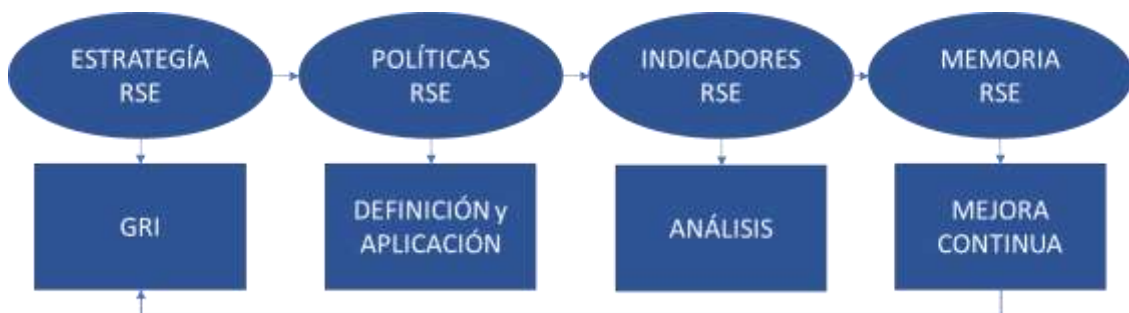 ESTRATEGÍA
RSE
POLÍTICAS
RSE
INDICADORES
RSE
MEMORIA
RSE
GRI
DEFINICIÓN y
APLICACIÓN
ANÁLISIS
MEJORA
CONTINUA